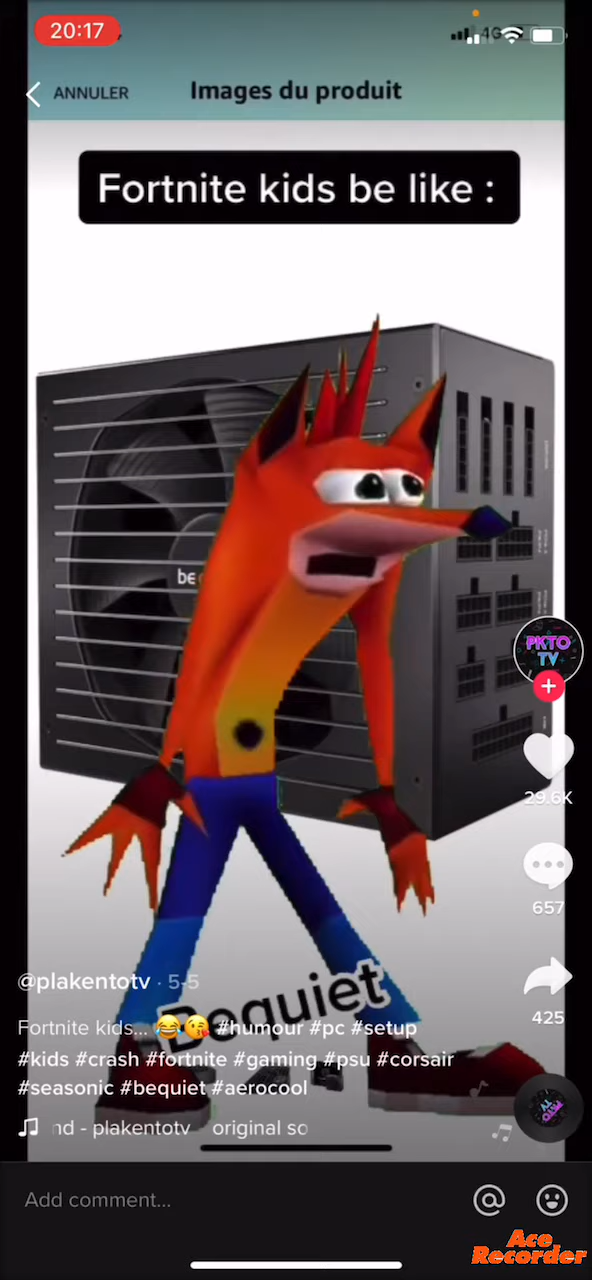 20:17
4G
ANNULER
Images du produit
Fortnite kids be like :
be
PKTO
TV
29.6K
657
425
Bequiet
@plakentotv · 5-5
Fortnite kids... 😂😘 #humour #pc #setup
#kids #crash #fortnite #gaming #psu #corsair
#seasonic #bequiet #aerocool
nd - plakentotv original so
Add comment...
Ace
Recorder